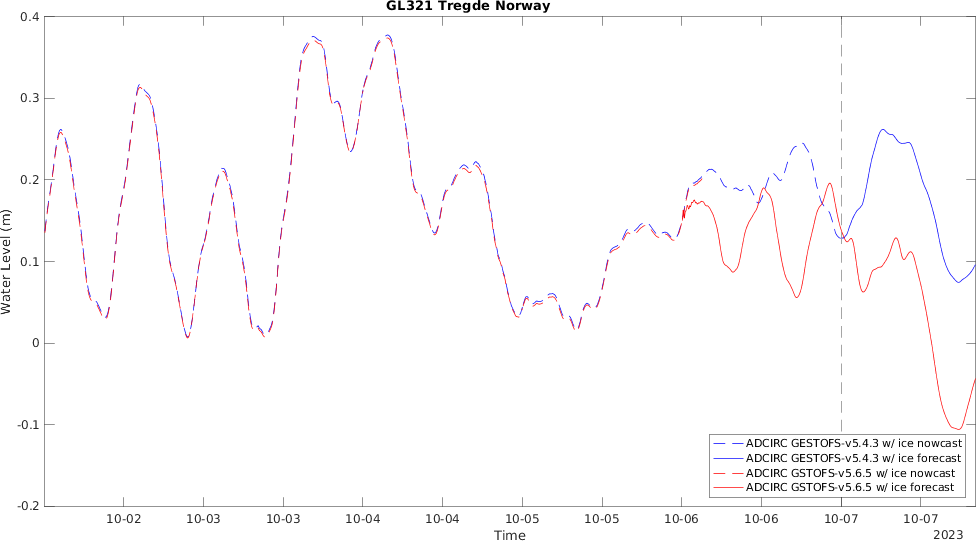 GL321 Tregde Norway
0.4
0.3
0.2
0.1
0
-0.1
-0.2
Water Level (m)
ADCIRC GESTOFS-v5.4.3 w/ ice nowcast
ADCIRC GESTOFS-v5.4.3 w/ ice forecast
ADCIRC GSTOFS-v5.6.5 w/ ice nowcast
ADCIRC GSTOFS-v5.6.5 w/ ice forecast
10-02 10-03 10-03 10-04 10-04 10-05 10-05 10-06 10-06 10-07 10-07
Time
2023